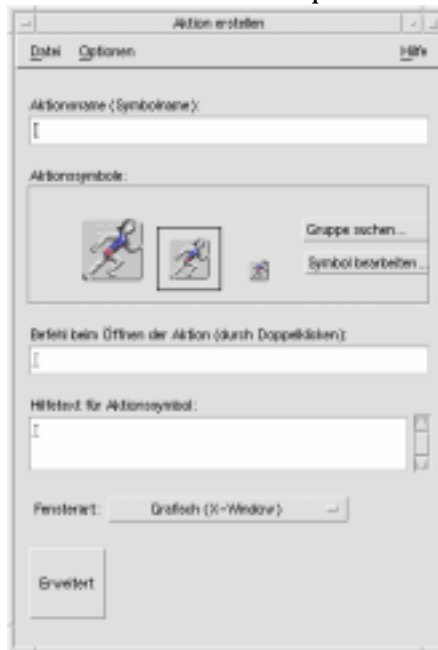 Aktion erstellen
Datei Optionen Hilfe
Aktionsname (Symbolname):
Aktionssymbole:
Gruppe suchen...
Symbol bearbeiten...
Befehl beim Öffnen der Aktion (durch Doppelklicken):
Hilfetext für Aktionssymbol:
Fensterart: Grafisch (X-Window)
Erweitert